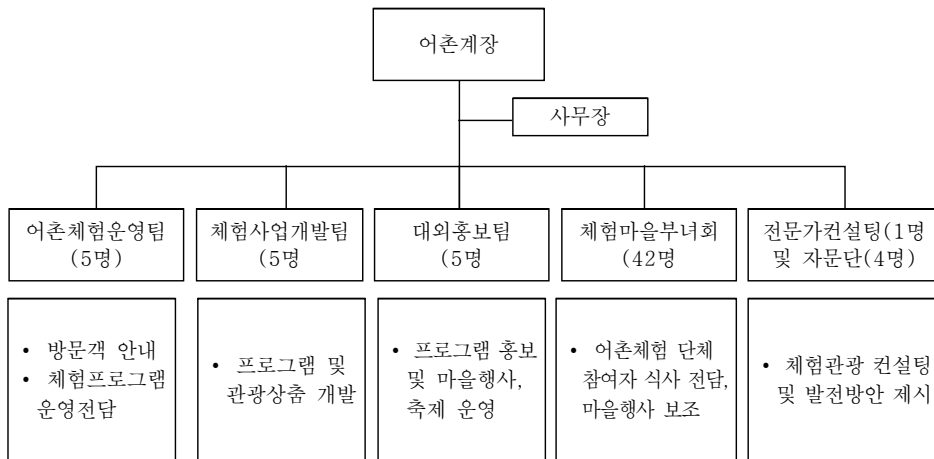 어촌계장
사무장
어촌체험운영팀
(5명)
체험사업개발팀
(5명
대외홍보팀
(5명
체험마을부녀회
(42명
전문가컨설팅(1명
및 자문단(4명)
• 방문객 안내
• 체험프로그램
운영전담
• 프로그램 및
관광상춤 개발
• 프로그램 홍보
및 마을행사,
축제 운영
• 어촌체험 단체
참여자 식사 전담,
마을행사 보조
• 체험관광 컨설팅
및 발전방안 제시